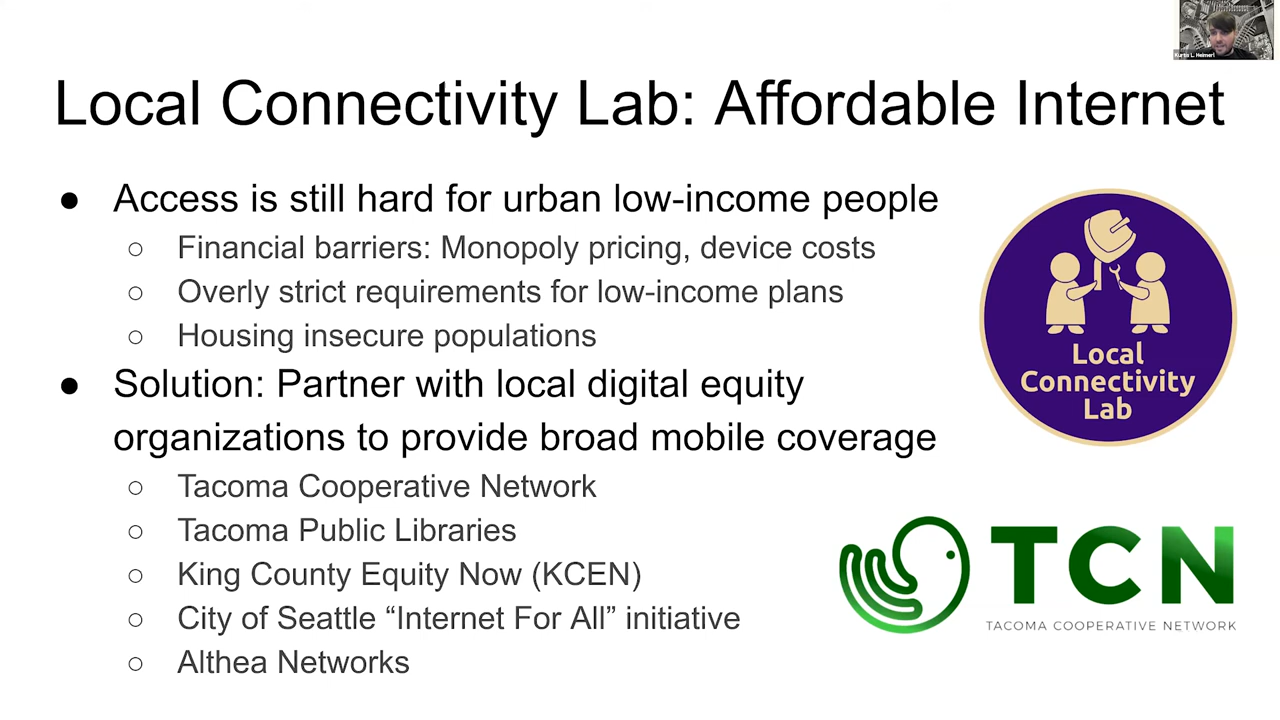 Kurtis L. Heimerl
Local Connectivity Lab: Affordable Internet
● Access is still hard for urban low-income people
○ Financial barriers: Monopoly pricing, device costs
○ Overly strict requirements for low-income plans
○ Housing insecure populations
● Solution: Partner with local digital equity
organizations to provide broad mobile coverage
○ Tacoma Cooperative Network
○ Tacoma Public Libraries
○ King County Equity Now (KCEN)
○ City of Seattle “Internet For All” initiative
○ Althea Networks
Local
Connectivity
Lab
TCN
TACOMA COOPERATIVE NETWORK